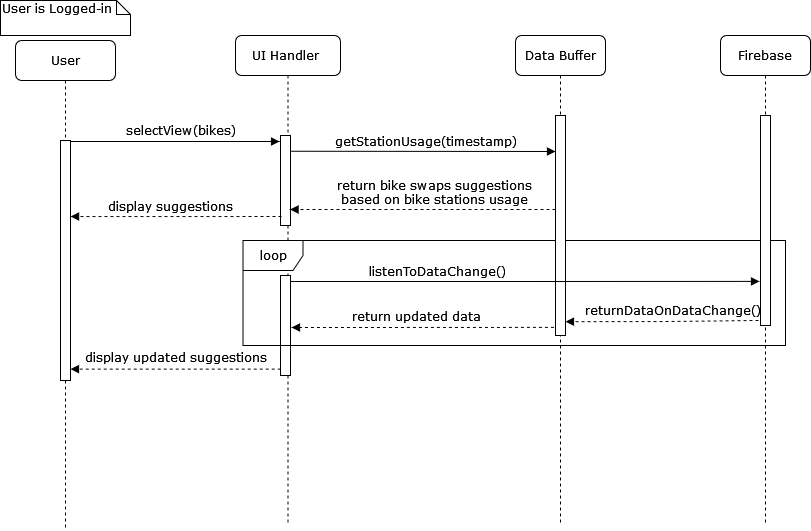 User is Logged-in
User
UI Handler
Data Buffer
Firebase
selectView(bikes)
getStationUsage(timestamp)
return bike swaps suggestions
based on bike stations usage
display suggestions
loop
listenToDataChange()
returnDataOnDataChange()
return updated data
display updated suggestions